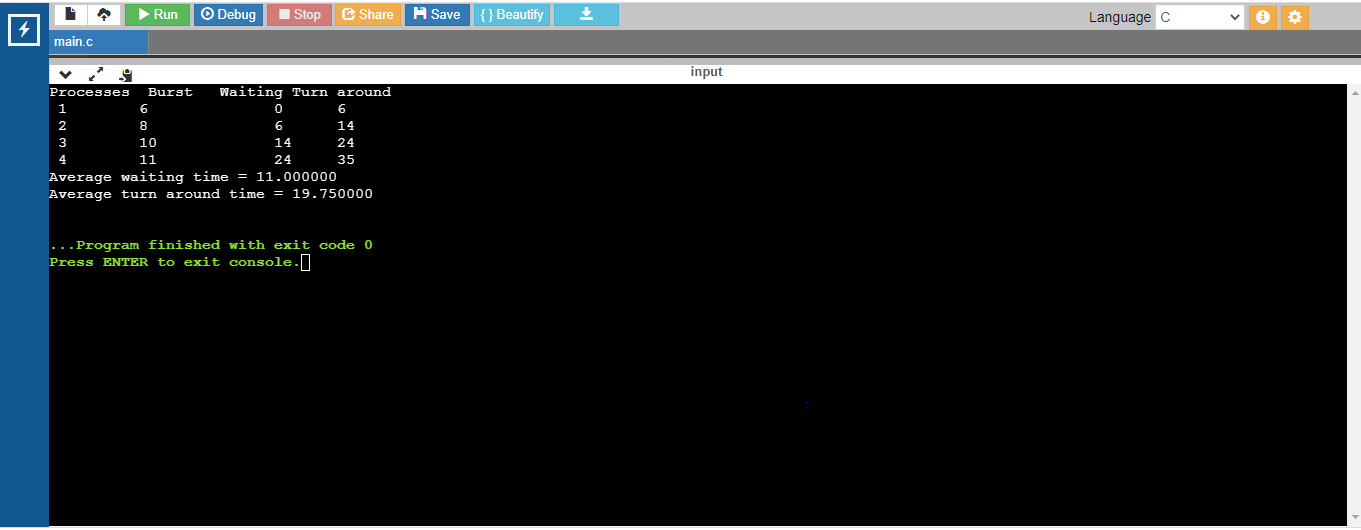 Run Debug Stop Share Save { } Beautify Language C
main.c
input
Processes Burst Waiting Turn around
1 6 0 6
2 8 6 14
3 10 14 24
4 11 24 35
Average waiting time = 11.000000
Average turn around time = 19.750000
...Program finished with exit code 0
Press ENTER to exit console.